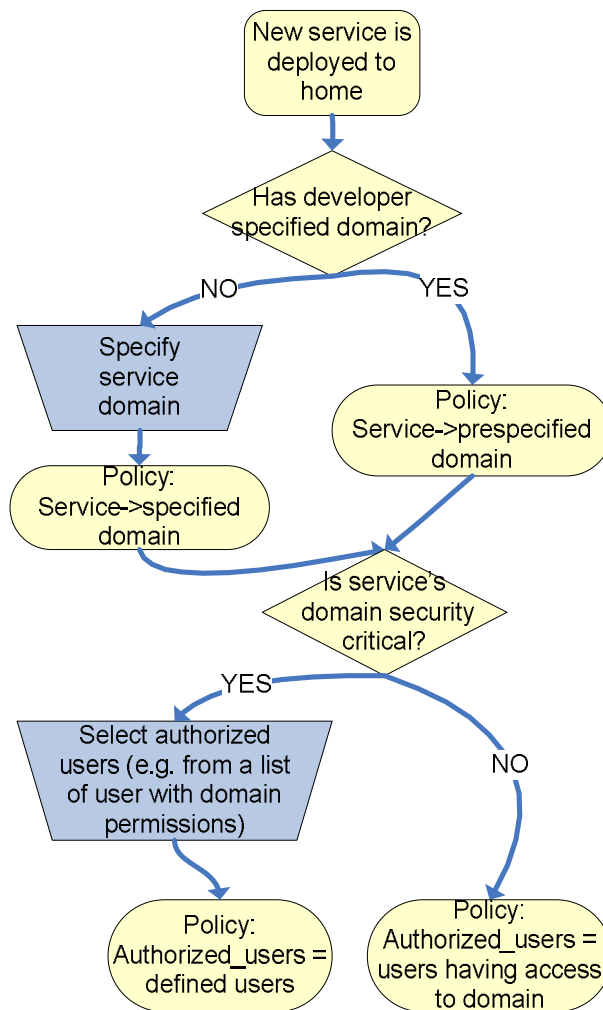 New service is
deployed to
home
Has developer
specified domain?
NO
YES
Specify
service
domain
Policy:
Service->prespecified
domain
Policy:
Service->specified
domain
Is service's
domain security
critical?
YES
NO
Select authorized
users (e.g. from a list
of user with domain
permissions)
Policy:
Authorized_users =
defined users
Policy:
Authorized_users =
users having access
to domain